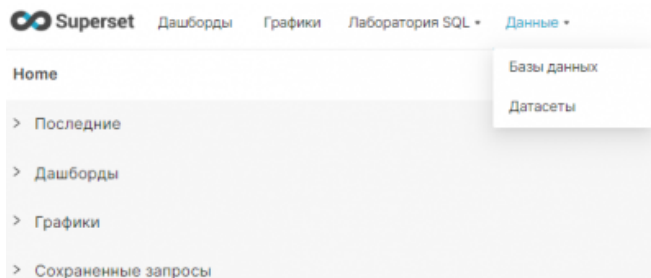 Superset Дашборды Графики Лаборатория SQL Данные
Базы данных
Датасеты
Home
Последние
Дашборды
Графики
Сохраненные запросы